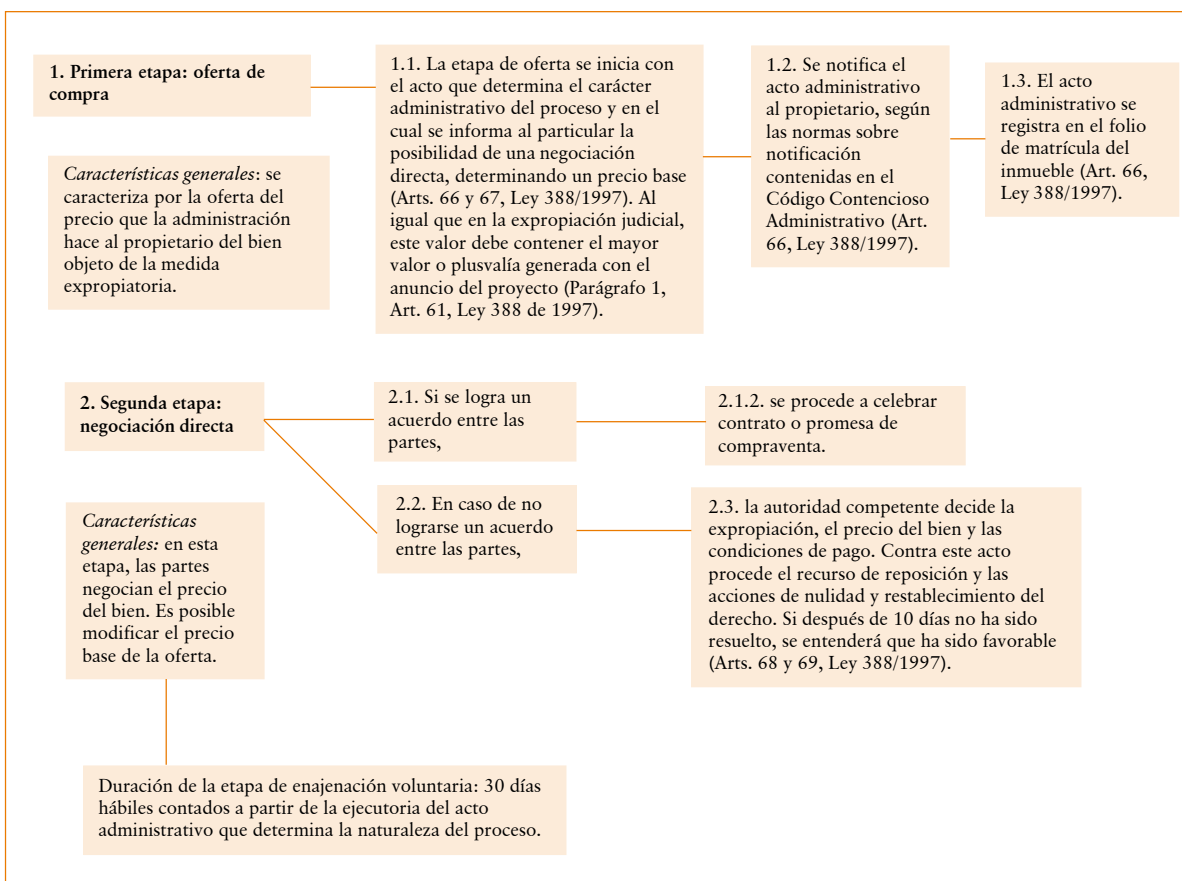 1. Primera etapa: oferta de
compra
Características generales: se
caracteriza por la oferta del
precio que la administración
hace al propietario del bien
objeto de la medida
expropiatoria.
1.1. La etapa de oferta se inicia con
el acto que determina el carácter
administrativo del proceso y en el
cual se informa al particular la
posibilidad de una negociación
directa, determinando un precio base
(Arts. 66 y 67, Ley 388/1997). Al
igual que en la expropiación judicial,
este valor debe contener el mayor
valor o plusvalía generada con el
anuncio del proyecto (Parágrafo 1,
Art. 61, Ley 388 de 1997).
1.2. Se notifica el
acto administrativo
al propietario, según
las normas sobre
notificación
contenidas en el
Código Contencioso
Administrativo (Art.
66, Ley 388/1997).
1.3. El acto
administrativo se
registra en el folio
de matrícula del
inmueble (Art. 66,
Ley 388/1997).
2. Segunda etapa:
negociación directa
Características
generales: en esta
etapa, las partes
negocian el precio
del bien. Es posible
modificar el precio
base de la oferta.
2.1. Si se logra un
acuerdo entre las
partes,
2.1.2. se procede a celebrar
contrato o promesa de
compraventa.
2.2. En caso de no
lograrse un acuerdo
entre las partes,
2.3. la autoridad competente decide la
expropiación, el precio del bien y las
condiciones de pago. Contra este acto
procede el recurso de reposición y las
acciones de nulidad y restablecimiento del
derecho. Si después de 10 días no ha sido
resuelto, se entenderá que ha sido favorable
(Arts. 68 y 69, Ley 388/1997).
Duración de la etapa de enajenación voluntaria: 30 días
hábiles contados a partir de la ejecutoria del acto
administrativo que determina la naturaleza del proceso.